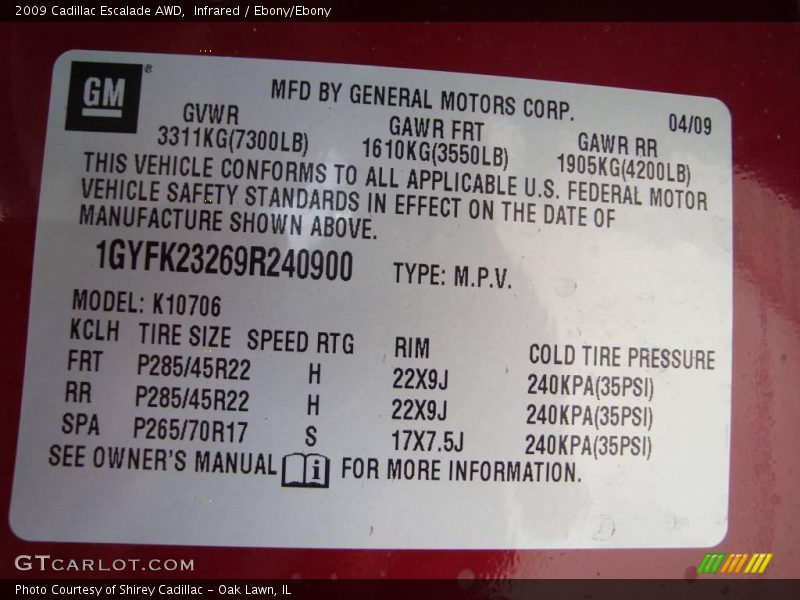 2009 Cadillac Escalade AWD, Infrared / Ebony/Ebony
GM®
MFD BY GENERAL MOTORS CORP.
04/09
GVWR GAWR FRT GAWR RR
3311KG(7300LB) 1610KG(3550LB) 1905KG(4200LB)
THIS VEHICLE CONFORMS TO ALL APPLICABLE U.S. FEDERAL MOTOR
VEHICLE SAFETY STANDARDS IN EFFECT ON THE DATE OF
MANUFACTURE SHOWN ABOVE.
1GYFK23269R240900 TYPE: M.P.V.
MODEL: K10706
KCLH TIRE SIZE SPEED RTG RIM COLD TIRE PRESSURE
FRT P285/45R22 H 22X9J 240KPA(35PSI)
RR P285/45R22 H 22X9J 240KPA(35PSI)
SPA P265/70R17 S 17X7.5J 240KPA(35PSI)
SEE OWNER'S MANUAL i FOR MORE INFORMATION.
GTCARLOT.COM
Photo Courtesy of Shirey Cadillac - Oak Lawn, IL